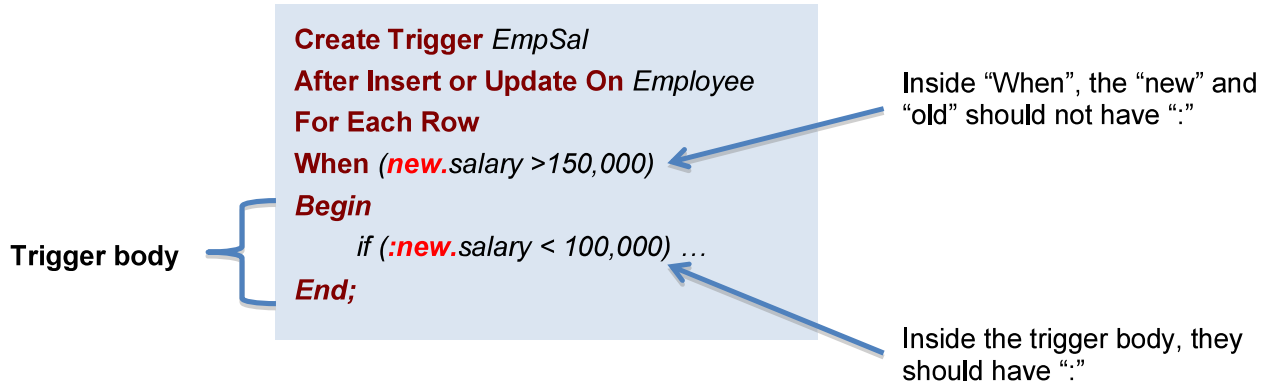 Create Trigger EmpSal
After Insert or Update On Employee
For Each Row
When (new.salary >150,000)
Begin
if (:new.salary < 100,000) …
End;
Trigger body
Inside “When”, the “new” and
“old” should not have “:”
Inside the trigger body, they
should have “:”